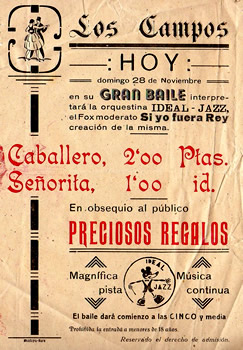 Los Campos
:HOY:
domingo 28 de Noviembre
en su GRAN BAILE interpre-
tará la orquestina IDEAL-JAZZ,
el Fox moderato Si yo fuera Rey
creación de la misma.
Caballero, 2'00 Ptas.
Señorita, 1'00 id.
En obsequio al público
PRECIOSOS REGALOS
Magnífica pista
IDEAL JAZZ
Música continua
El baile dará comienzo a las CINCO y media
Prohibida la entrada a menores de 18 años.
Reservado el derecho de admisión.